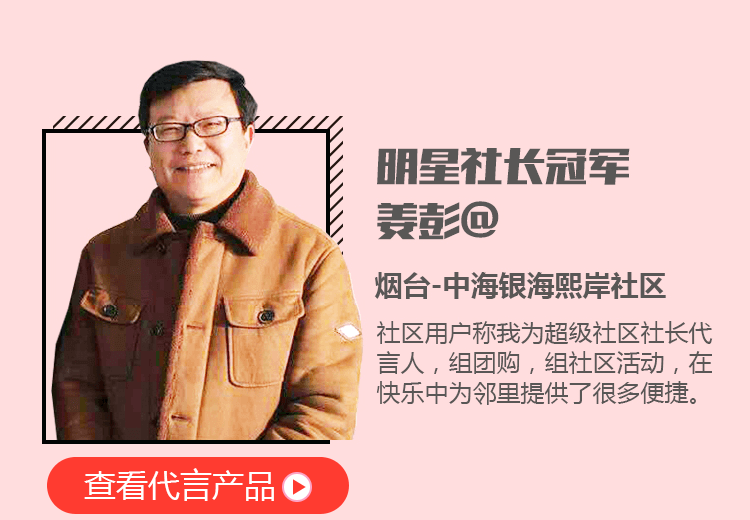 明星社长冠军
姜彭@
烟台-中海银海熙岸社区
社区用户称我为超级社区社长代
言人，组团购，组社区活动，在
快乐中为邻里提供了很多便捷。
查看代言产品